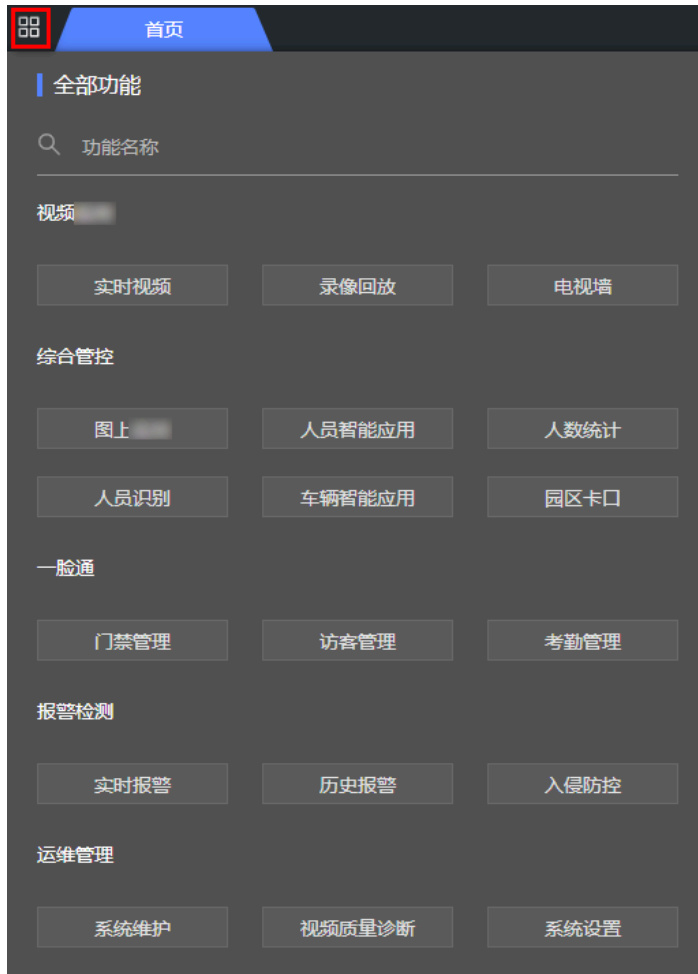 首页
全部功能
功能名称
视频
实时视频 录像回放 电视墙
综合管控
图上 人员智能应用 人数统计
人员识别 车辆智能应用 园区卡口
一脸通
门禁管理 访客管理 考勤管理
报警检测
实时报警 历史报警 入侵防控
运维管理
系统维护 视频质量诊断 系统设置